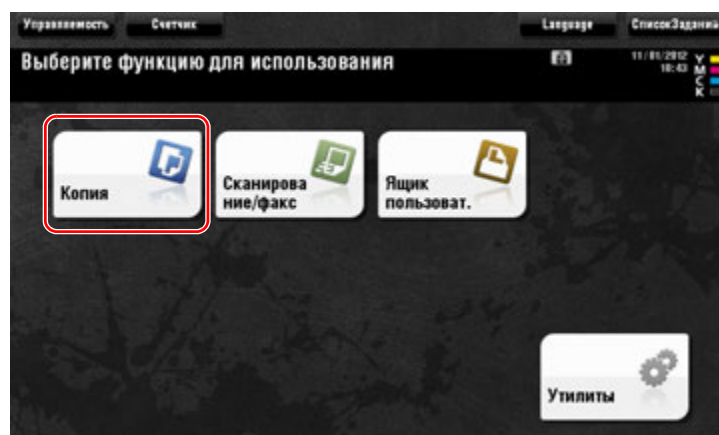 Управляемость Счетчик Language СписокЗаданий
Выберите функцию для использования 11/01/2012
10:43
Y
M
C
K
Копия
Сканирова
ние/факс
Ящик
пользоват.
Утилиты